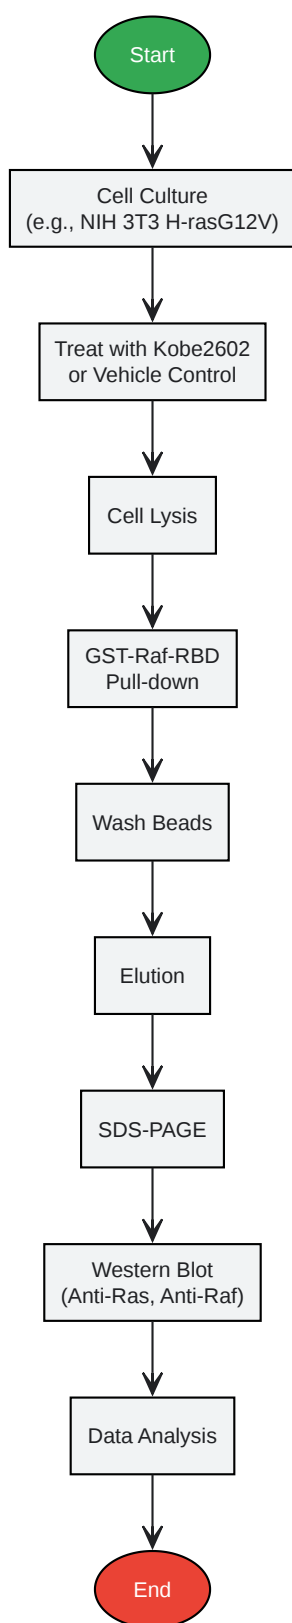 Start
Cell Culture
(e.g., NIH 3T3 H-rasG12V)
Treat with Kobe2602
or Vehicle Control
Cell Lysis
GST-Raf-RBD
Pull-down
Wash Beads
Elution
SDS-PAGE
Western Blot
(Anti-Ras, Anti-Raf)
Data Analysis
End